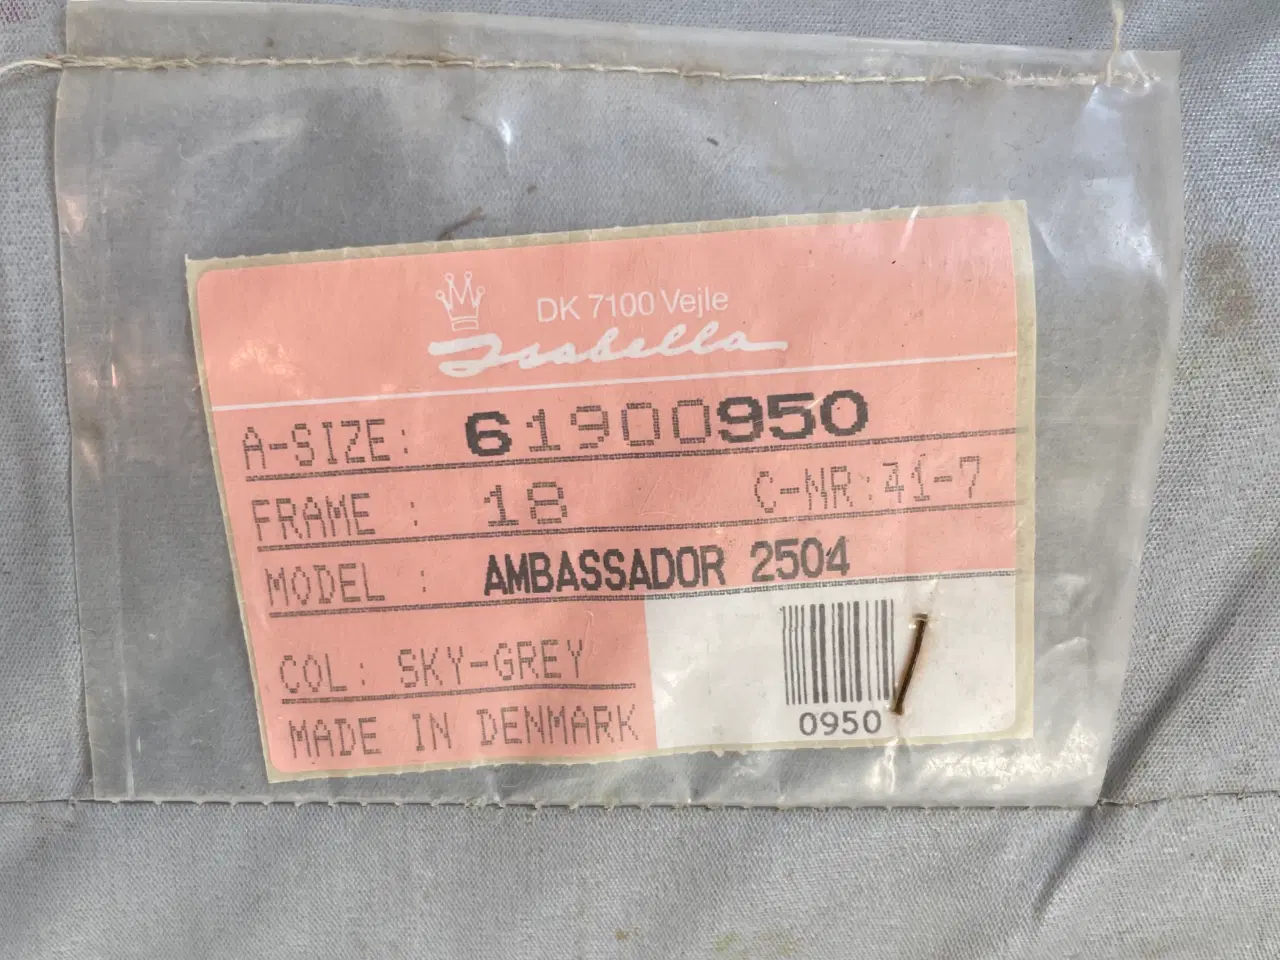 DK 7100 Vejle
Isabella
A-SIZE: 61900950
FRAME : 18 C-NR:41-7
MODEL : AMBASSADOR 2504
COL: SKY-GREY
MADE IN DENMARK
0950